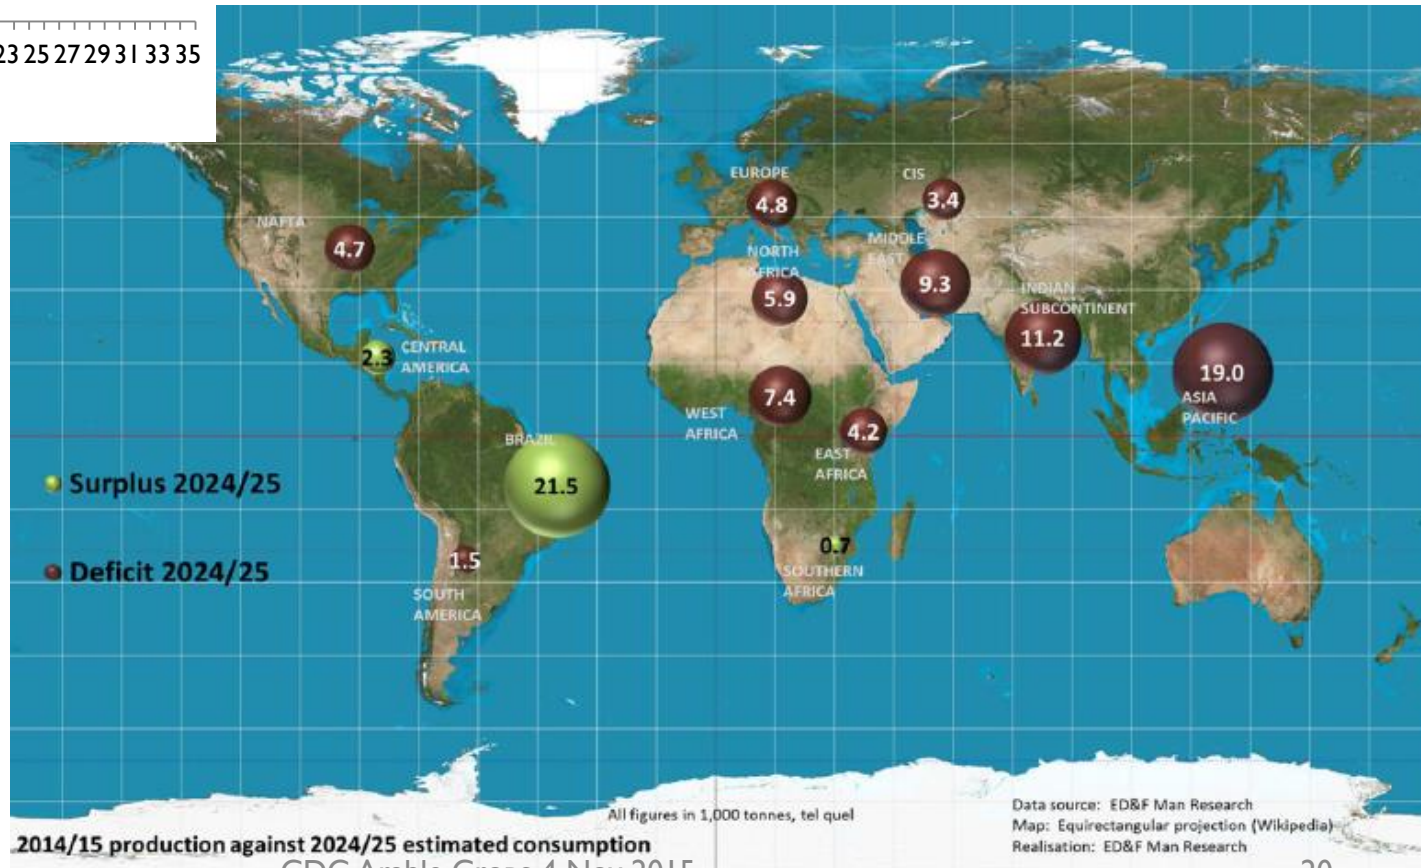 23 25 27 29 31 33 35
EUROPE
4.8
CIS
3.4
NAFTA
4.7
NORTH
AFRICA
5.9
MIDDLE
EAST
9.3
INDIAN
SUBCONTINENT
11.2
2.3
CENTRAL
AMERICA
19.0
ASIA
PACIFIC
7.4
WEST
AFRICA
4.2
EAST
AFRICA
BRAZIL
21.5
Surplus 2024/25
0.7
SOUTHERN
AFRICA
1.5
SOUTH
AMERICA
Deficit 2024/25
All figures in 1,000 tonnes, tel quel
Data source: ED&F Man Research
Map: Equirectangular projection (Wikipedia)
Realisation: ED&F Man Research
2014/15 production against 2024/25 estimated consumption
4 Nov 2015
20